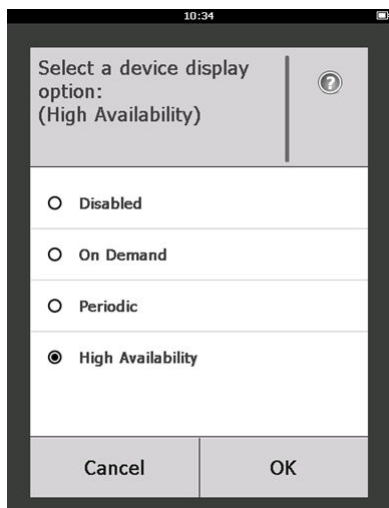 10:34
Select a device display
option:
(High Availability)
?
Disabled
On Demand
Periodic
High Availability
Cancel OK